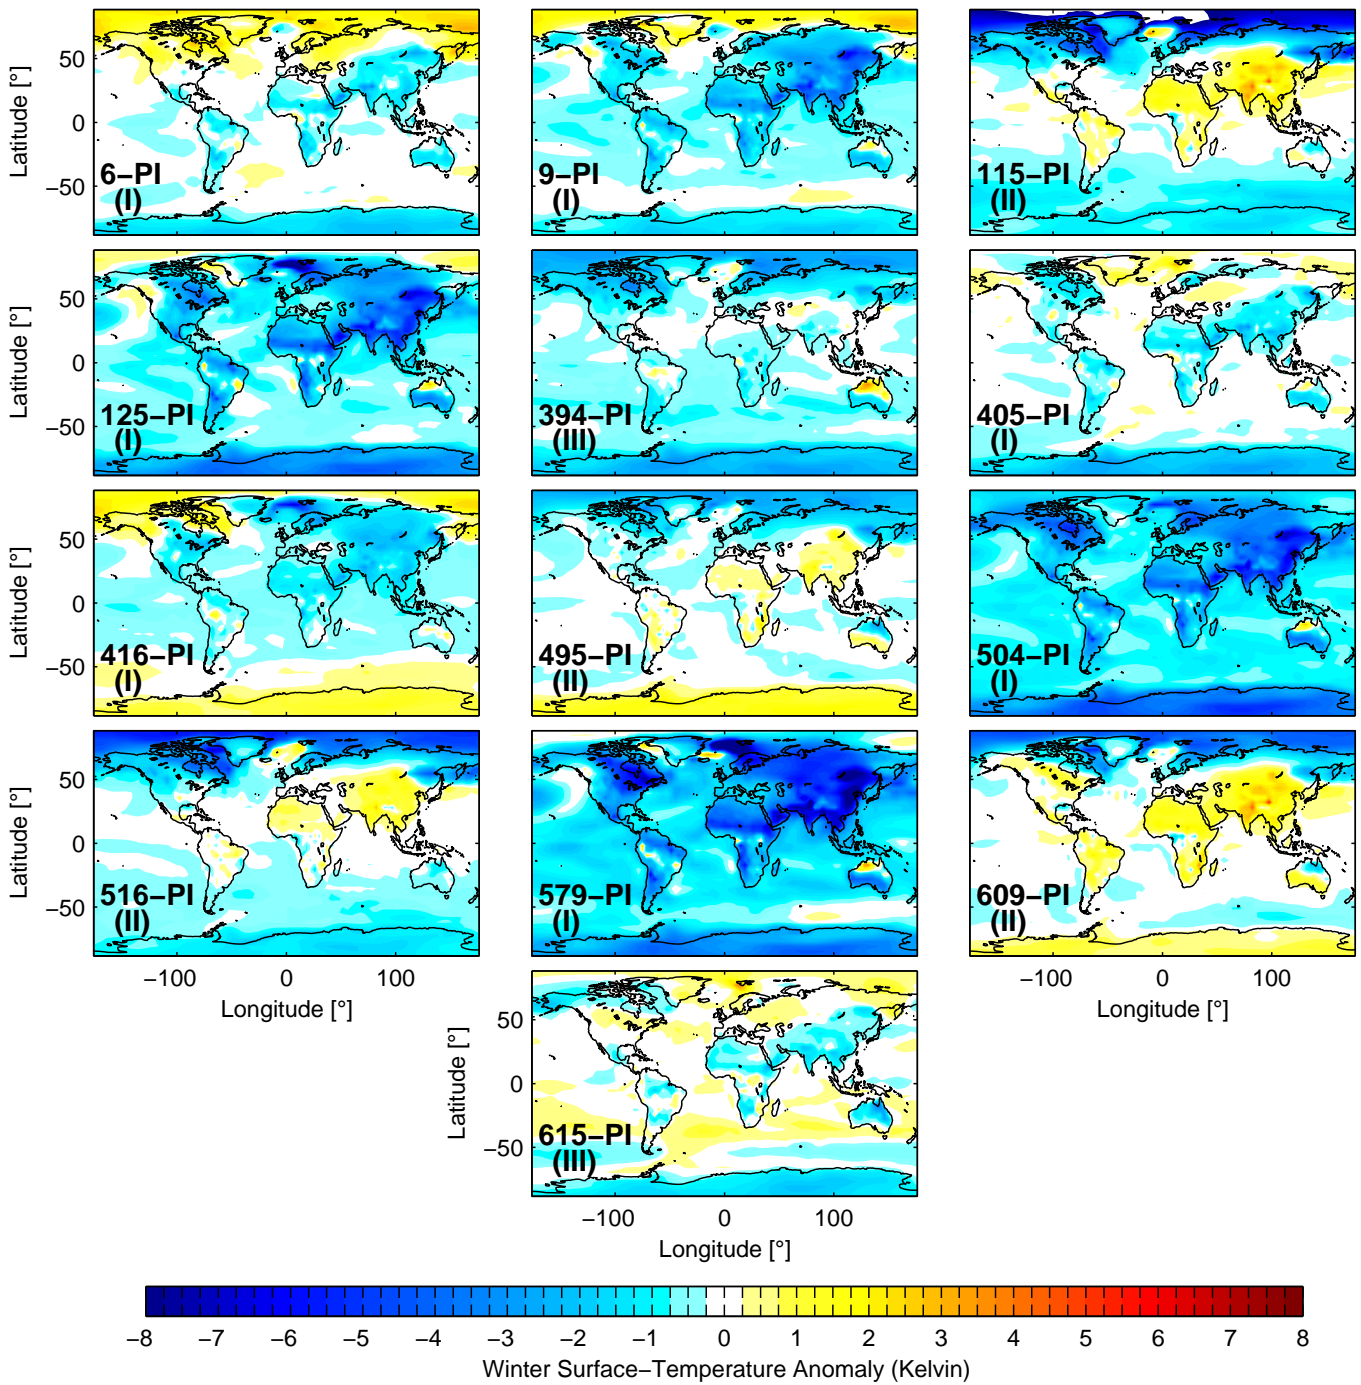 Latitude [°]
50
0
−50
6−PI
(I)
9−PI
(I)
115−PI
(II)
Latitude [°]
50
0
−50
125−PI
(I)
394−PI
(III)
405−PI
(I)
Latitude [°]
50
0
−50
416−PI
(I)
495−PI
(II)
504−PI
(I)
Latitude [°]
50
0
−50
516−PI
(II)
579−PI
(I)
609−PI
(II)
−100 0 100
Longitude [°]
−100 0 100
Longitude [°]
Latitude [°]
50
0
−50
615−PI
(III)
−100 0 100
Longitude [°]
−8 −7 −6 −5 −4 −3 −2 −1 0 1 2 3 4 5 6 7 8
Winter Surface−Temperature Anomaly (Kelvin)